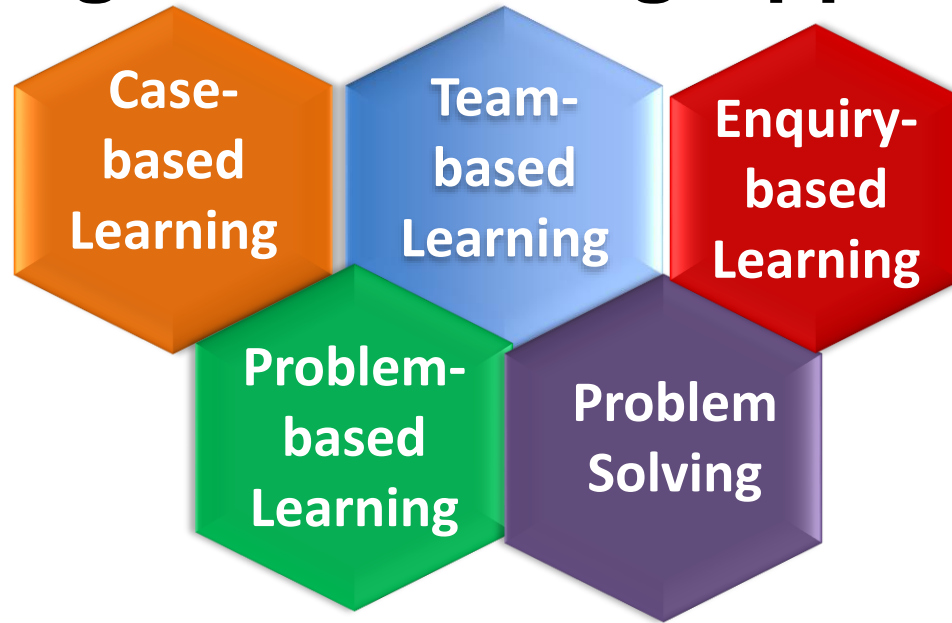 Case-
based
Learning
Team-
based
Learning
Enquiry-
based
Learning
Problem-
based
Learning
Problem
Solving